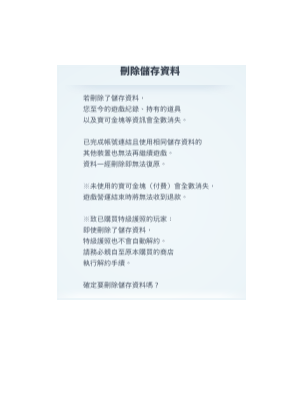 刪除儲存資料
若刪除了儲存資料，
您至今的遊戲紀錄、持有的道具
以及寶可金塊等資訊會全數消失。
已完成帳號連結且使用相同儲存資料的
其他裝置也無法再繼續遊戲。
資料一經刪除即無法復原。
※未使用的寶可金塊（付費）會全數消失，
遊戲營運結束時將無法收到退款。
※致已購買特級護照的玩家：
即使刪除了儲存資料，
特級護照也不會自動解約。
請務必親自至原本購買的商店
執行解約手續。
確定要刪除儲存資料嗎？